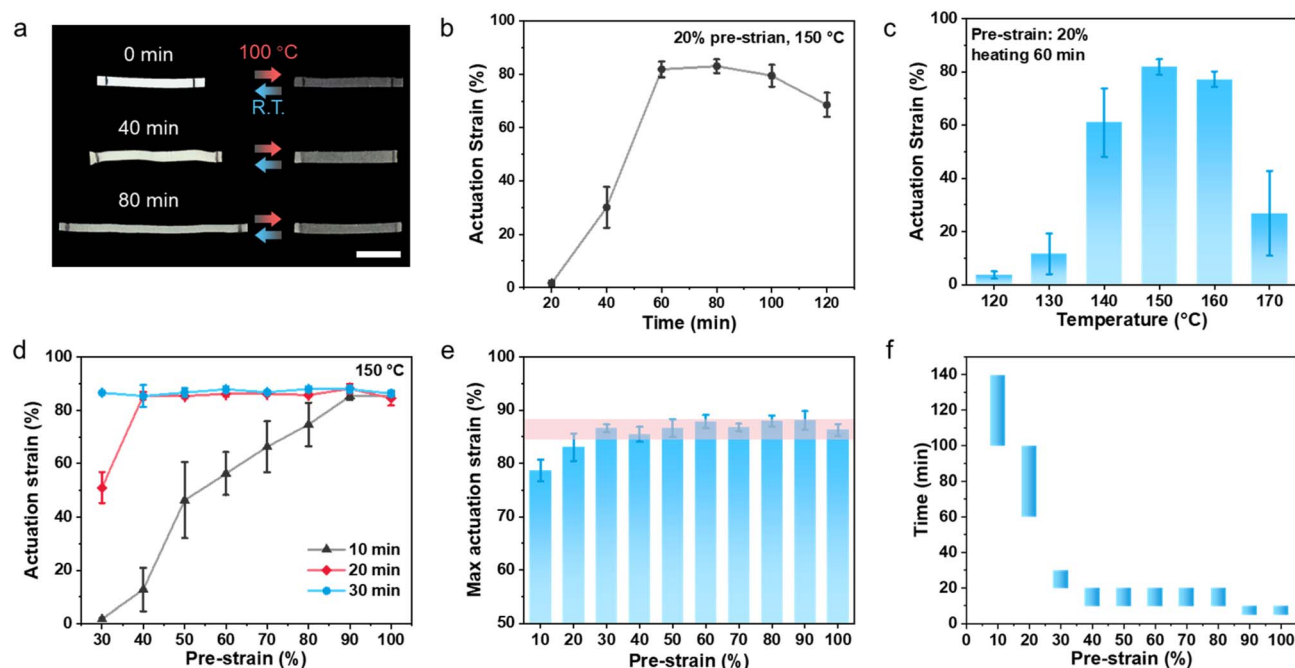 a
0 min
100 °C
R.T.
40 min
80 min
b
20% pre-strian, 150 °C
Actuation Strain (%)
100
80
60
40
20
0
20 40 60 80 100 120
Time (min)
c
Pre-strain: 20%
heating 60 min
Actuation Strain (%)
100
80
60
40
20
0
120 130 140 150 160 170
Temperature (°C)
d
150 °C
Actuation strain (%)
100
80
60
40
20
0
10 min
20 min
30 min
30 40 50 60 70 80 90 100
Pre-strain (%)
e
Max actuation strain (%)
100
90
80
70
60
50
10 20 30 40 50 60 70 80 90 100
Pre-strain (%)
f
Time (min)
140
120
100
80
60
40
20
0
0 10 20 30 40 50 60 70 80 90 100
Pre-strain (%)